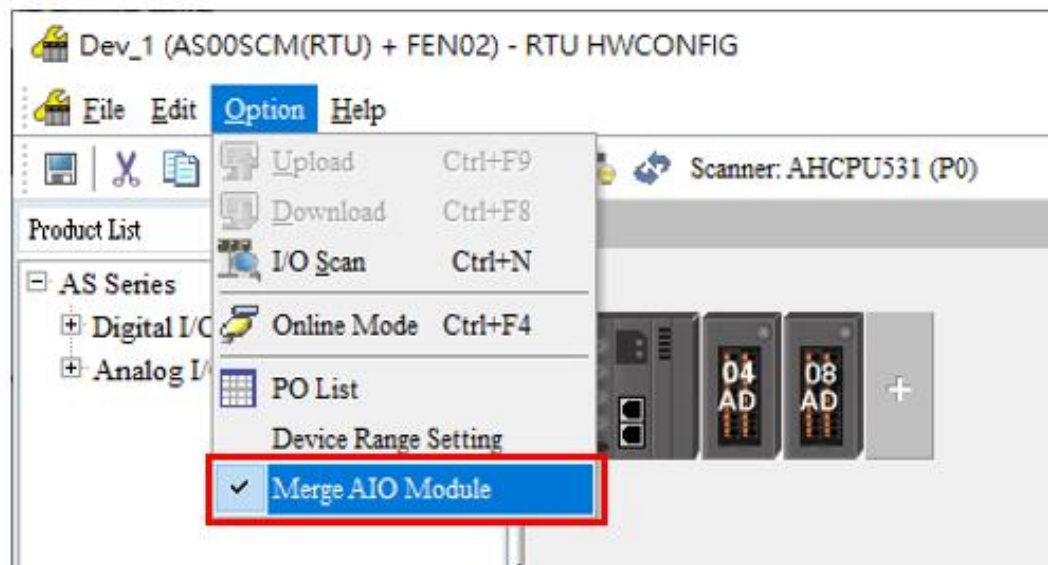 Dev_1 (AS00SCM(RTU) + FEN02) - RTU HWCONFIG
File Edit Option Help
Upload Ctrl+F9
Scanner: AHCPU531 (P0)
Download Ctrl+F8
Product List
I/O Scan Ctrl+N
AS Series
Digital I/O
Online Mode Ctrl+F4
Analog I/
PO List
04 AD
08 AD
+
Device Range Setting
Merge AIO Module